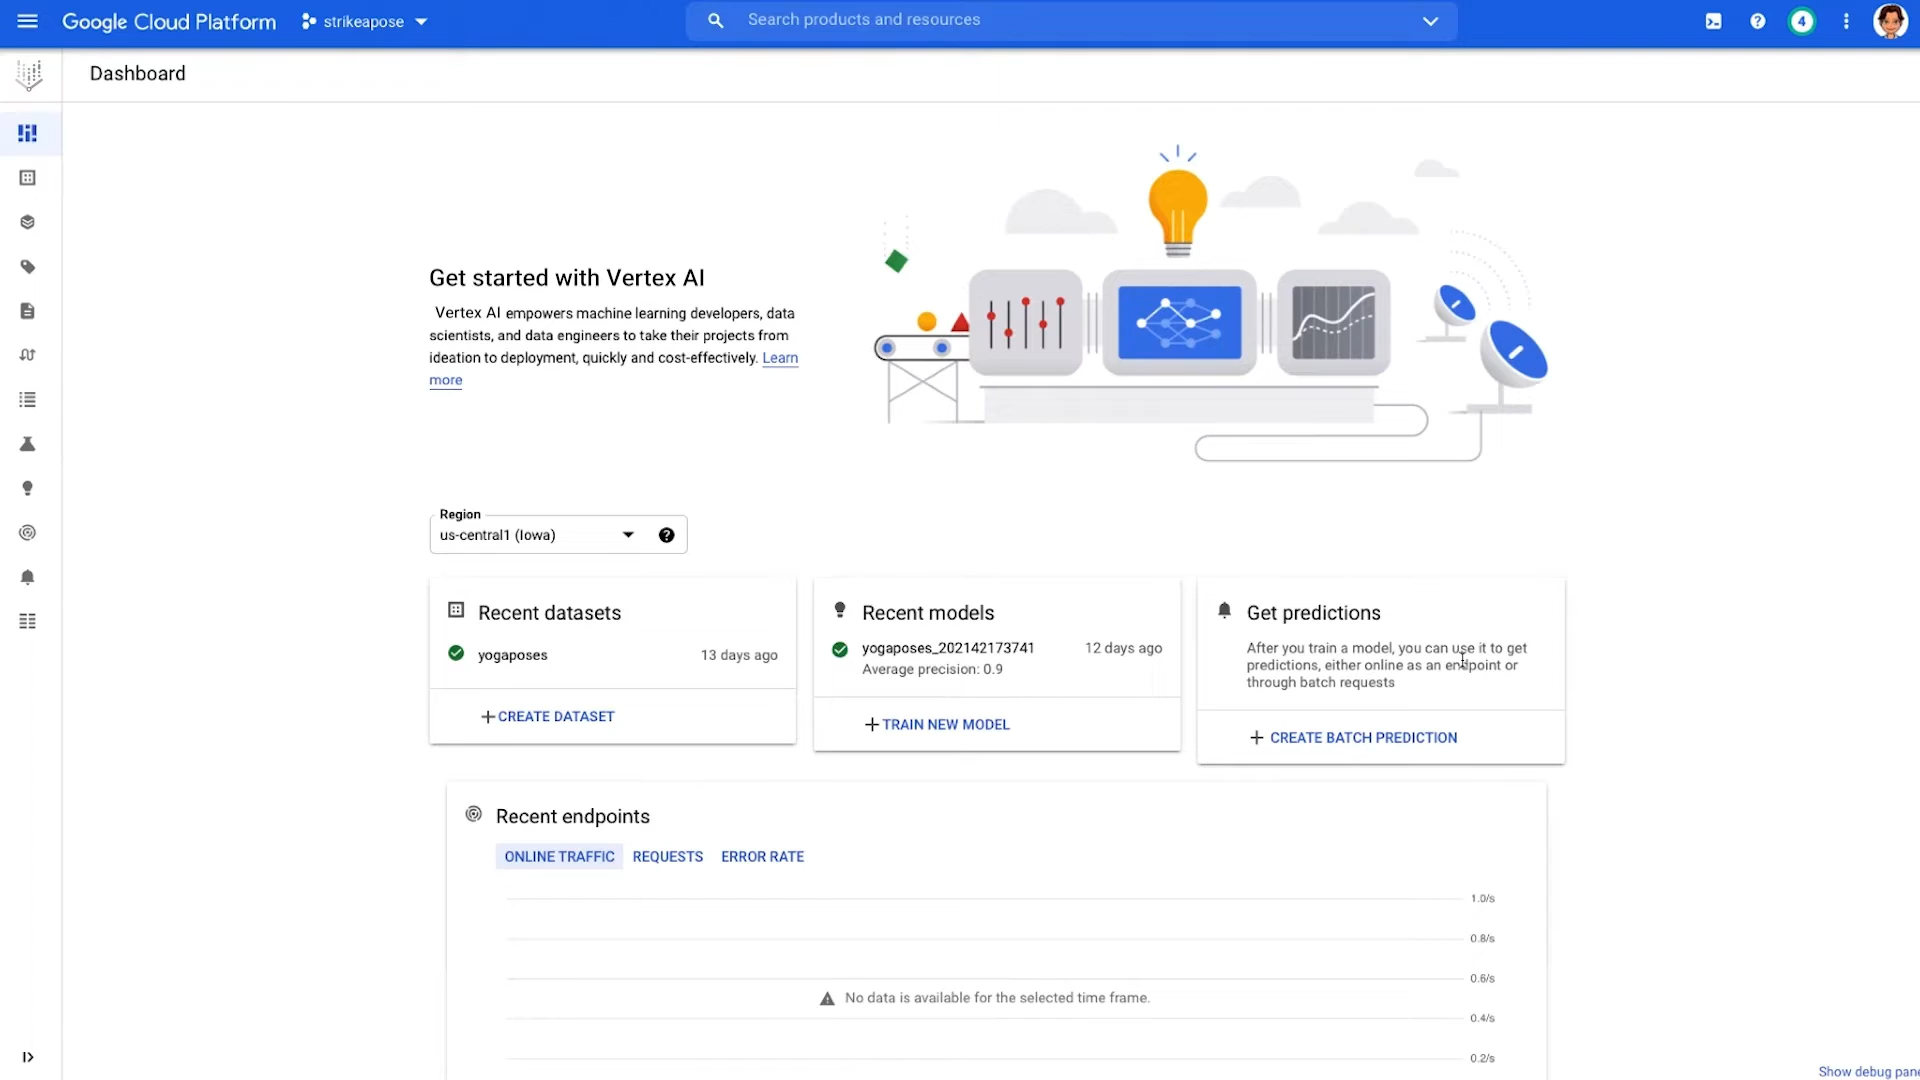 Google Cloud Platform
strikeapose
Search products and resources
4
Dashboard
Get started with Vertex AI
Vertex AI empowers machine learning developers, data
scientists, and data engineers to take their projects from
ideation to deployment, quickly and cost-effectively. Learn
more
Region
us-central1 (Iowa)
Recent datasets
yogaposes
13 days ago
CREATE DATASET
Recent models
yogaposes_202142173741
12 days ago
Average precision: 0.9
TRAIN NEW MODEL
Get predictions
After you train a model, you can use it to get
predictions, either online as an endpoint or
through batch requests
CREATE BATCH PREDICTION
Recent endpoints
ONLINE TRAFFIC REQUESTS ERROR RATE
1.0/s
0.8/s
0.6/s
No data is available for the selected time frame.
0.4/s
0.2/s
Show debug pane